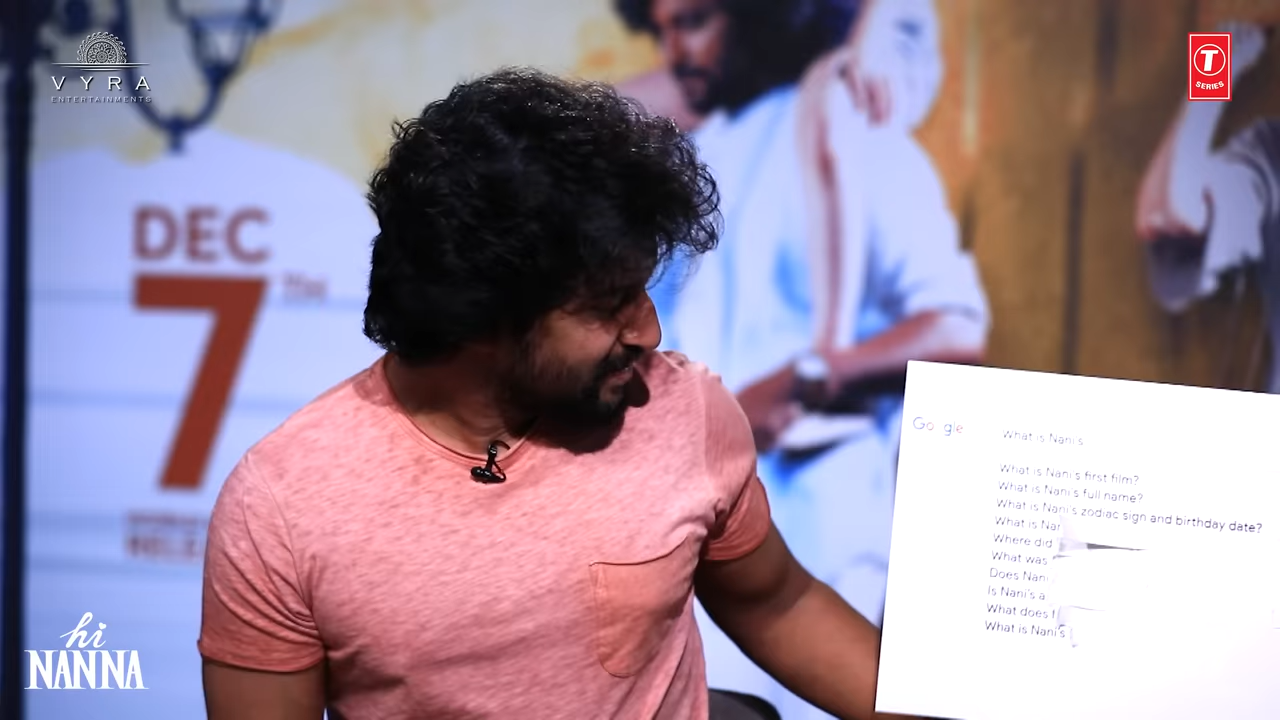 VYRA
ENTERTAINMENTS
T
SERIES
DEC
7TH
Google
What is Nani's
What is Nani's first film?
What is Nani's full name?
What is Nani's zodiac sign and birthday date?
What is Nan
Where did
What was
Does Nani
Is Nani's a
What does N
What is Nani's
hi
NANNA